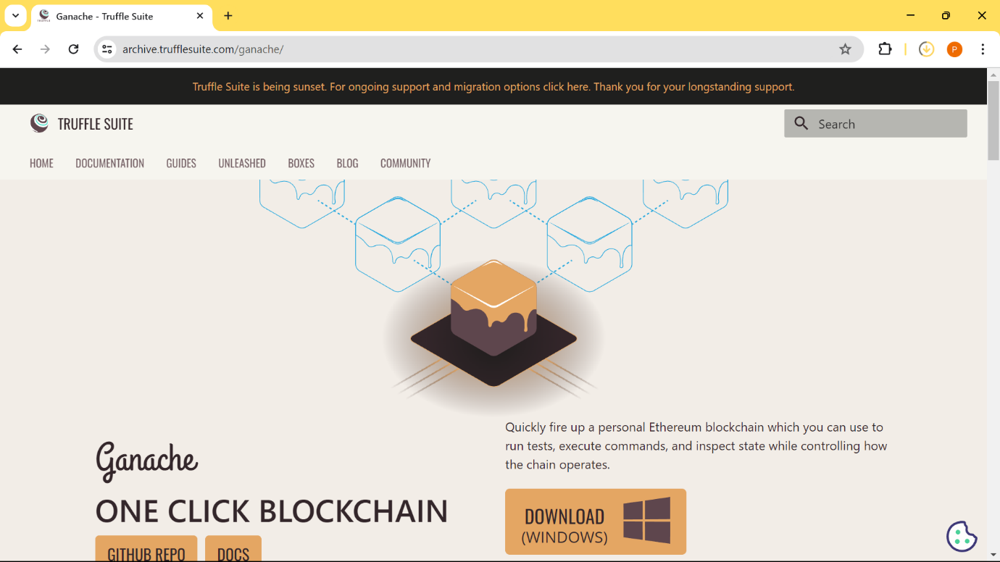 Ganache - Truffle Suite
archive.trufflesuite.com/ganache/
P
Truffle Suite is being sunset. For ongoing support and migration options click here. Thank you for your longstanding support.
TRUFFLE SUITE
Search
HOME DOCUMENTATION GUIDES UNLEASHED BOXES BLOG COMMUNITY
Quickly fire up a personal Ethereum blockchain which you can use to
run tests, execute commands, and inspect state while controlling how
the chain operates.
Ganache
ONE CLICK BLOCKCHAIN
DOWNLOAD
(WINDOWS)
GITHUB REPO DOCS